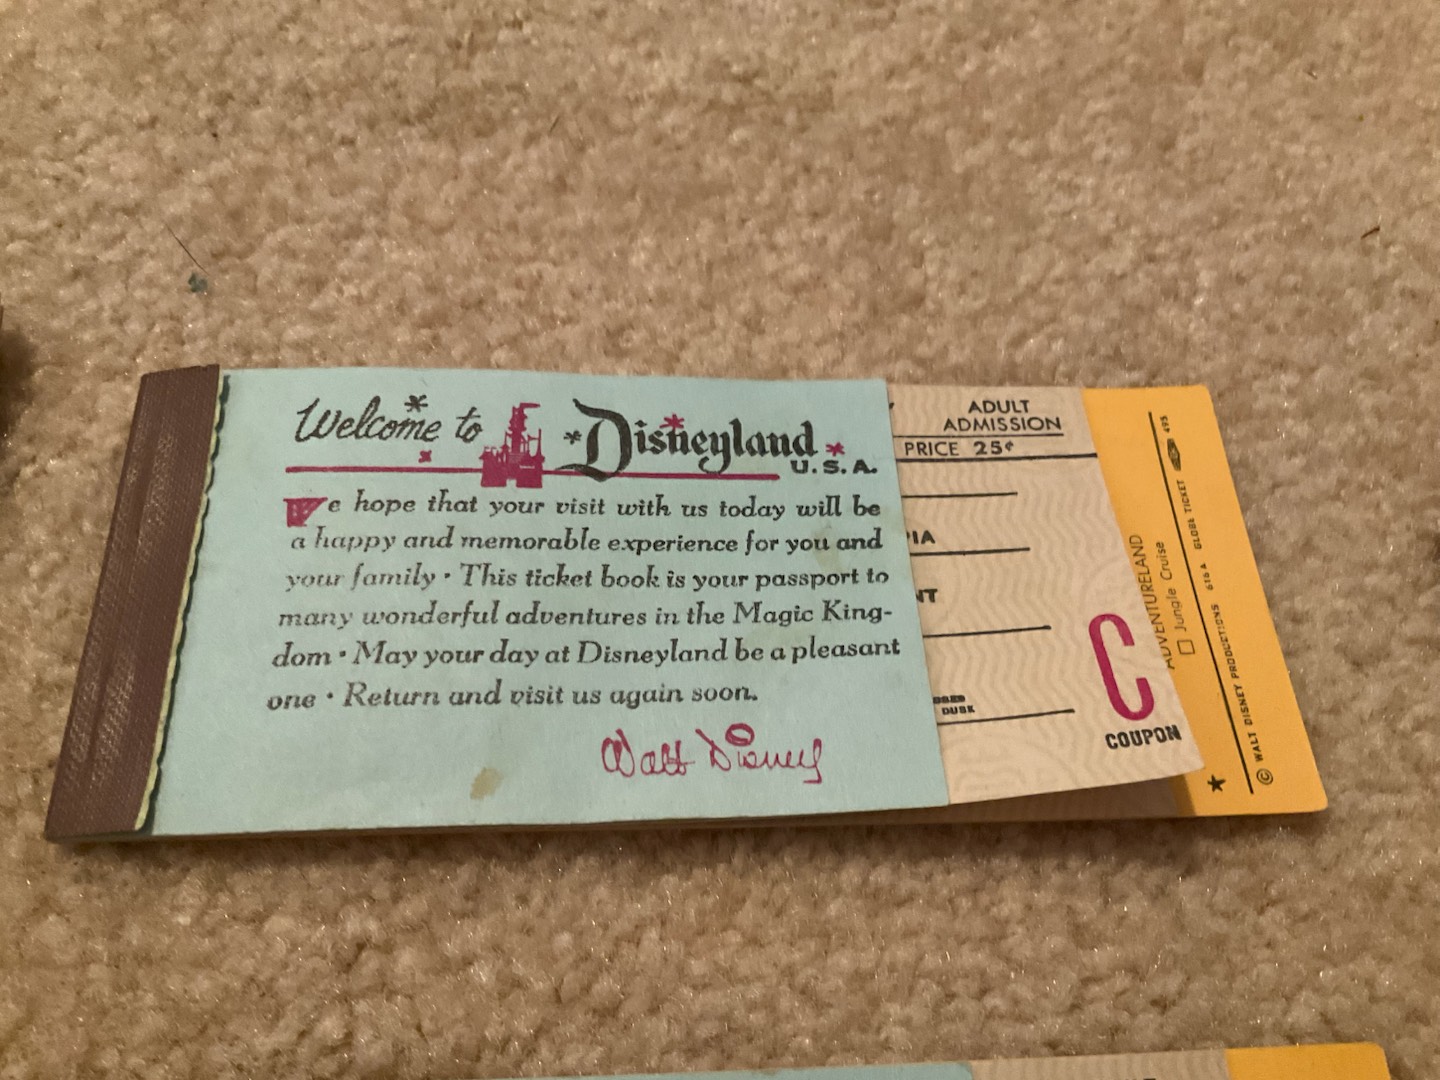 Welcome to Disneyland
U.S.A.
We hope that your visit with us today will be
a happy and memorable experience for you and
your family • This ticket book is your passport to
many wonderful adventures in the Magic King-
dom • May your day at Disneyland be a pleasant
one • Return and visit us again soon.
Walt Disney
ADULT
ADMISSION
PRICE 25¢
IA
NT
DUSK
C
COUPON
ADVENTURELAND
Jungle Cruise
© WALT DISNEY PRODUCTIONS 616A GLOBE TICKET 495